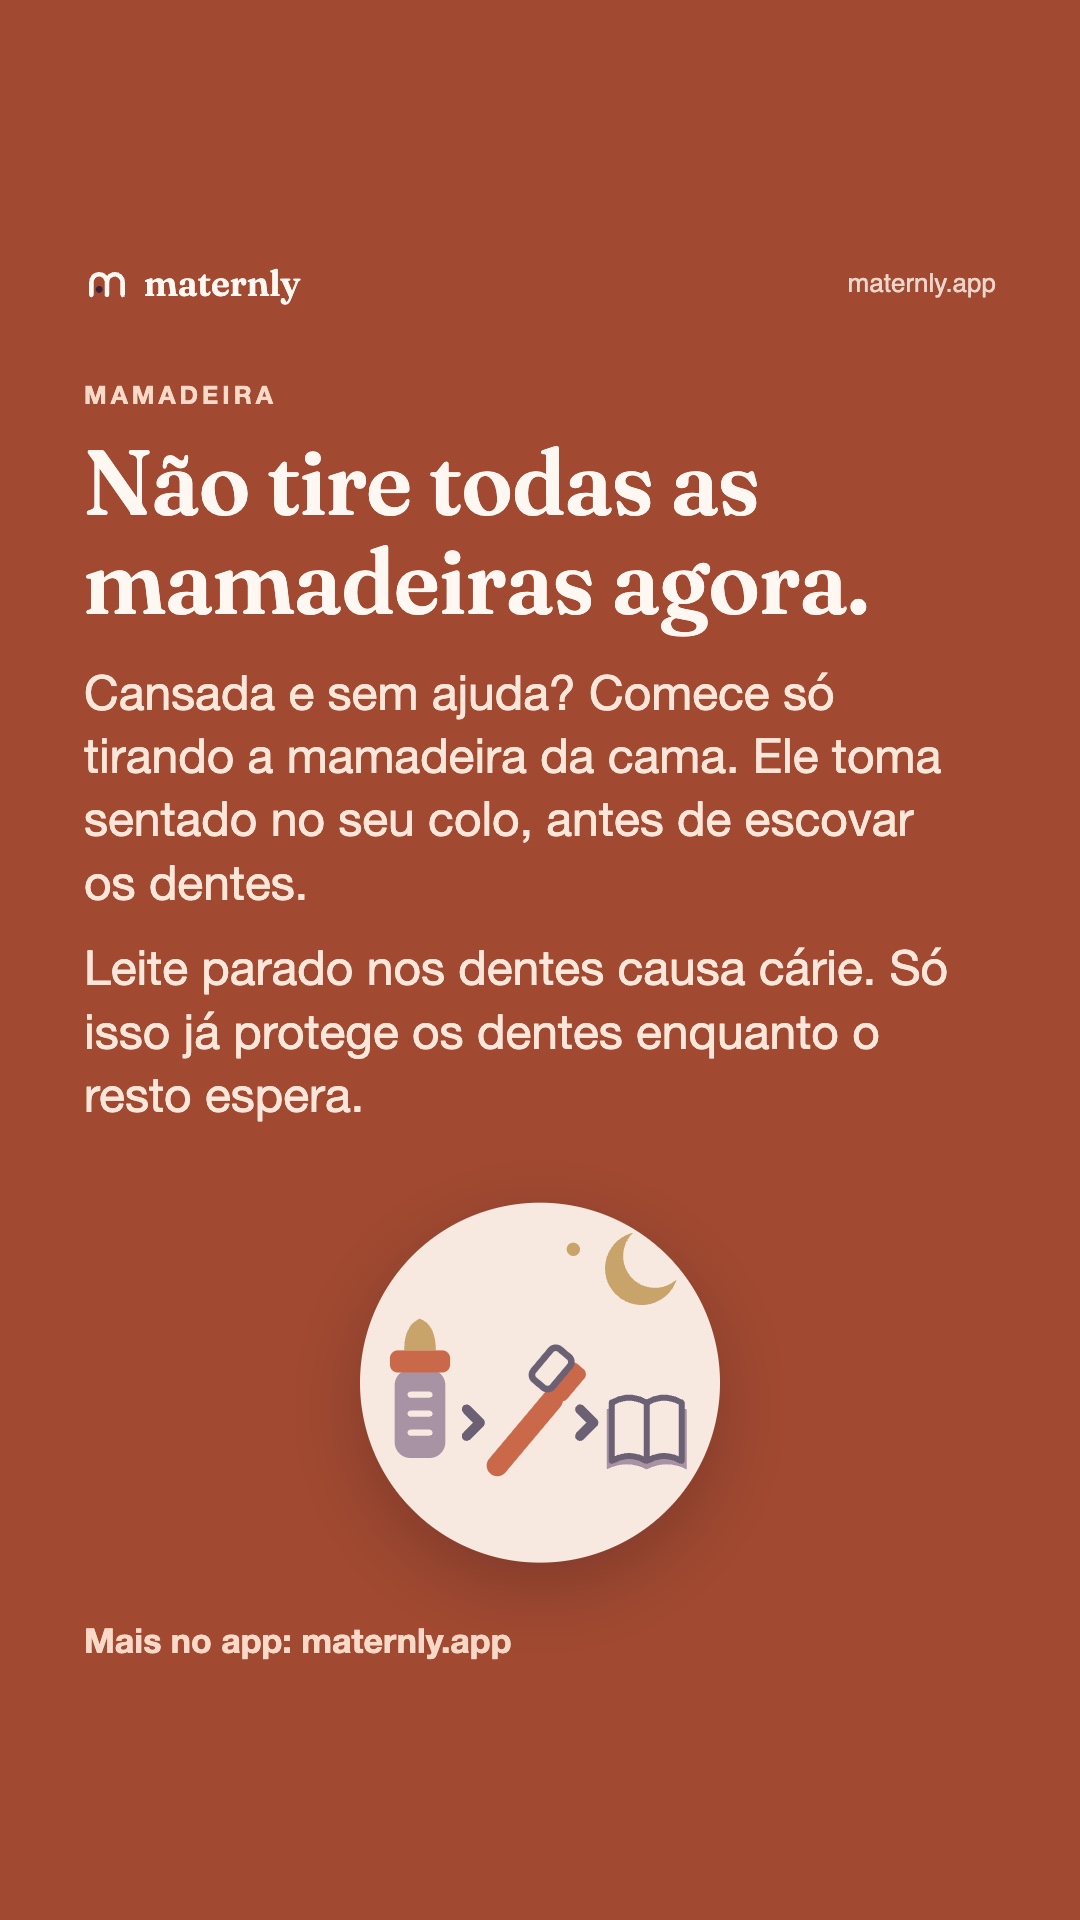 maternly
maternly.app
MAMADEIRA
Não tire todas as
mamadeiras agora.
Cansada e sem ajuda? Comece só
tirando a mamadeira da cama. Ele toma
sentado no seu colo, antes de escovar
os dentes.
Leite parado nos dentes causa cárie. Só
isso já protege os dentes enquanto o
resto espera.
Mais no app: maternly.app